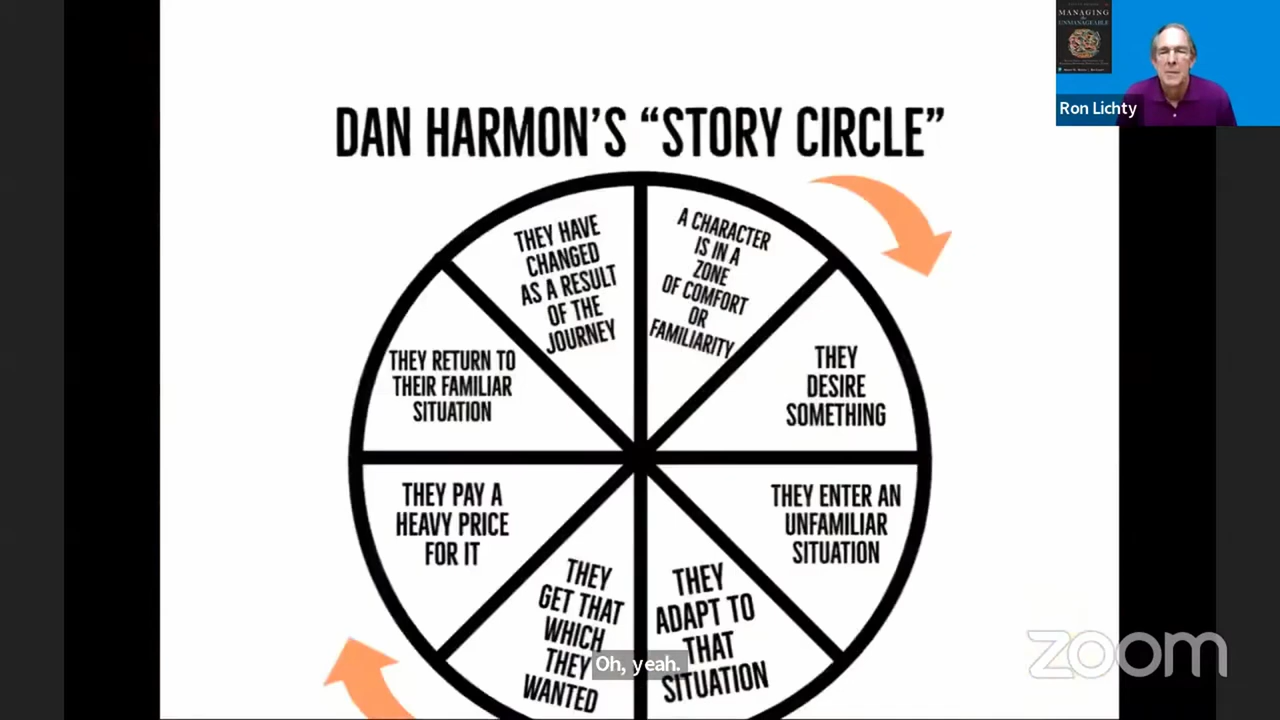 MANAGING
the
UNMANAGEABLE
Ron Lichty
DAN HARMON'S “STORY CIRCLE”
A CHARACTER
IS IN A
ZONE
OF COMFORT
OR
FAMILIARITY
THEY
DESIRE
SOMETHING
THEY ENTER AN
UNFAMILIAR
SITUATION
THEY
ADAPT TO
THAT
SITUATION
THEY
GET THAT
WHICH
THEY
WANTED
THEY PAY A
HEAVY PRICE
FOR IT
THEY RETURN TO
THEIR FAMILIAR
SITUATION
THEY HAVE
CHANGED
AS A RESULT
OF THE
JOURNEY
Oh, yeah.
zoom